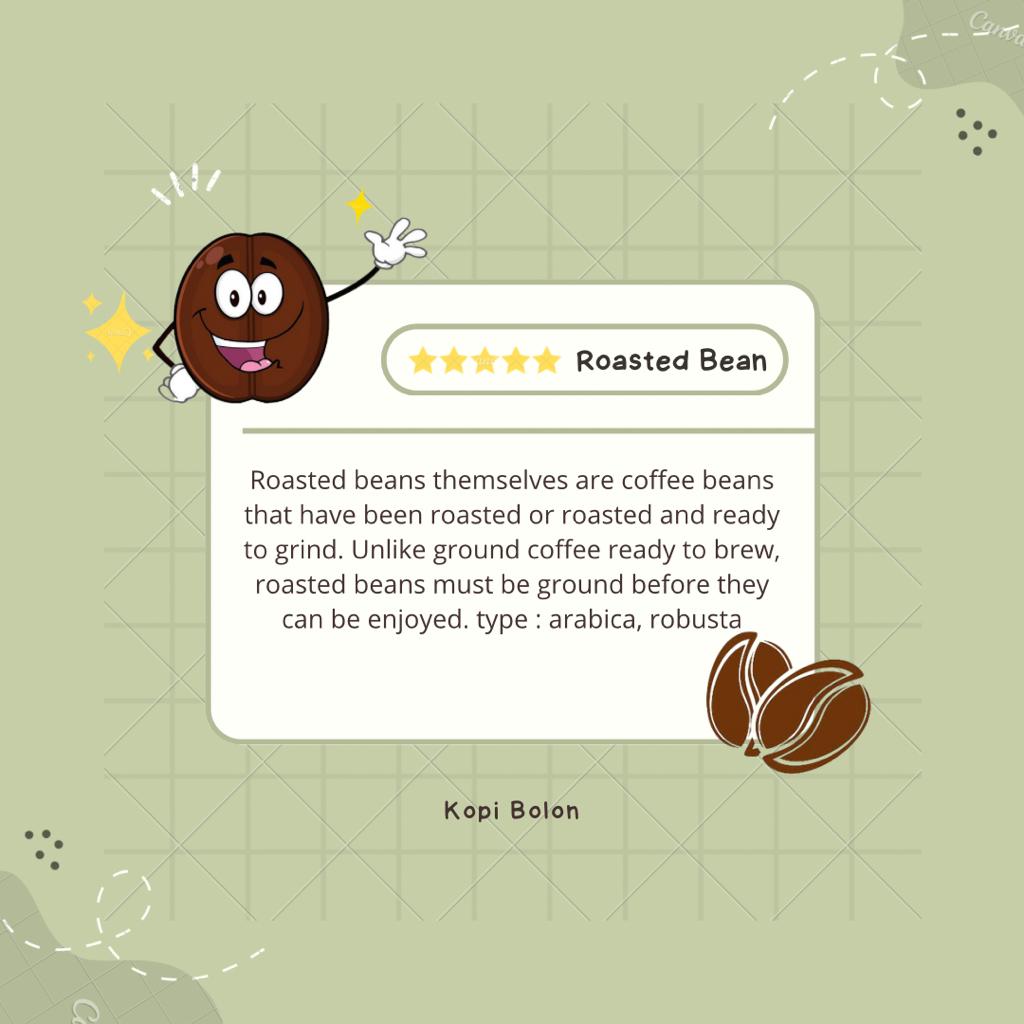 Canva
Roasted Bean
Roasted beans themselves are coffee beans
that have been roasted or roasted and ready
to grind. Unlike ground coffee ready to brew,
roasted beans must be ground before they
can be enjoyed. type : arabica, robusta
Kopi Bolon